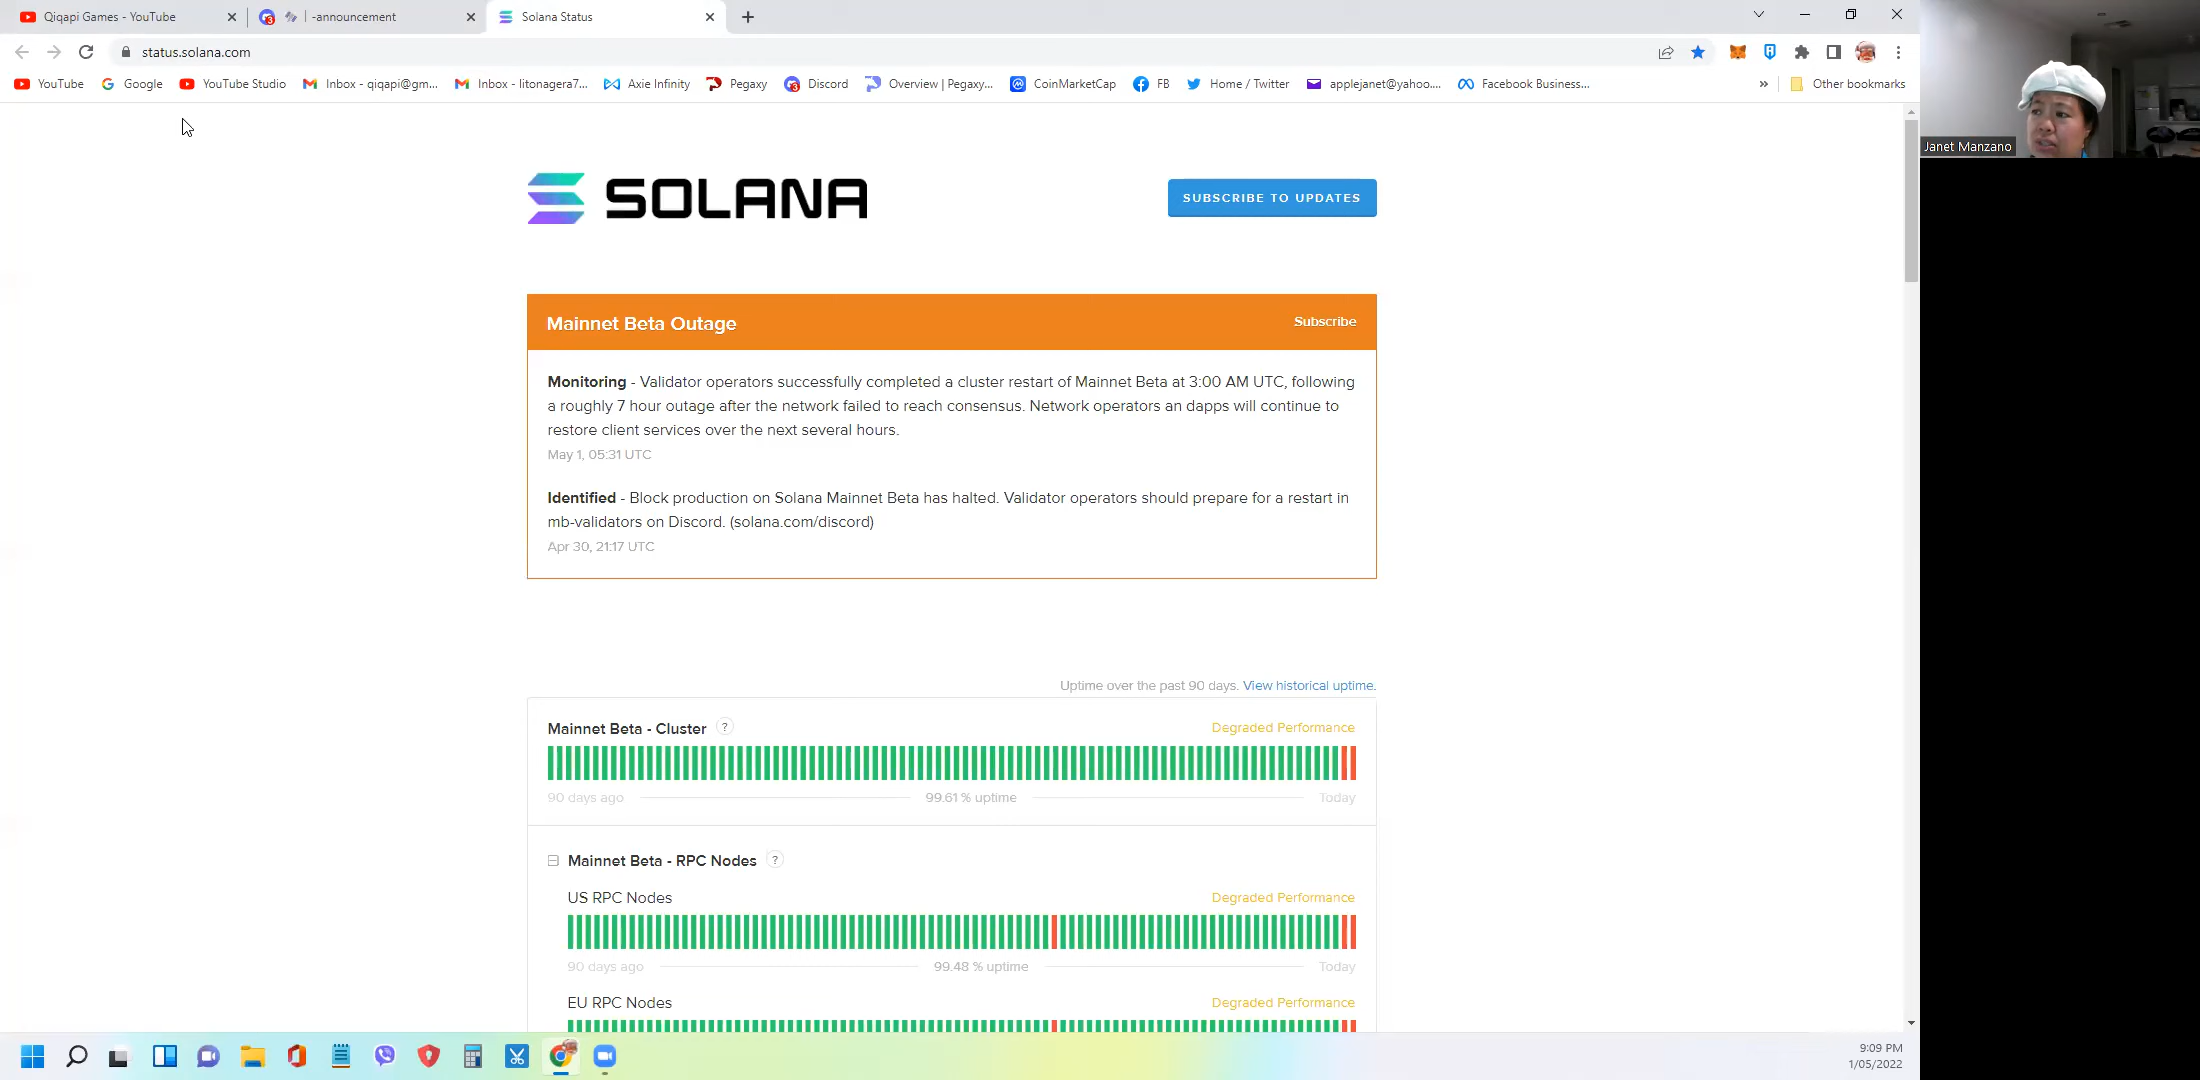 Qiqapi Games - YouTube
-announcement
Solana Status
status.solana.com
YouTube
Google
YouTube Studio
Inbox - qiqapi@gm...
Inbox - litonagera7...
Axie Infinity
Pegaxy
Discord
Overview | Pegaxy...
CoinMarketCap
FB
Home / Twitter
applejanet@yahoo....
Facebook Business...
»
Other bookmarks
Janet Manzano
SOLANA
SUBSCRIBE TO UPDATES
Mainnet Beta Outage
Subscribe
Monitoring - Validator operators successfully completed a cluster restart of Mainnet Beta at 3:00 AM UTC, following
a roughly 7 hour outage after the network failed to reach consensus. Network operators an dapps will continue to
restore client services over the next several hours.
May 1, 05:31 UTC
Identified - Block production on Solana Mainnet Beta has halted. Validator operators should prepare for a restart in
mb-validators on Discord. (solana.com/discord)
Apr 30, 21:17 UTC
Uptime over the past 90 days. View historical uptime.
Mainnet Beta - Cluster ?
Degraded Performance
90 days ago
99.61 % uptime
Today
Mainnet Beta - RPC Nodes ?
US RPC Nodes
Degraded Performance
90 days ago
99.48 % uptime
Today
EU RPC Nodes
Degraded Performance
9:09 PM
1/05/2022